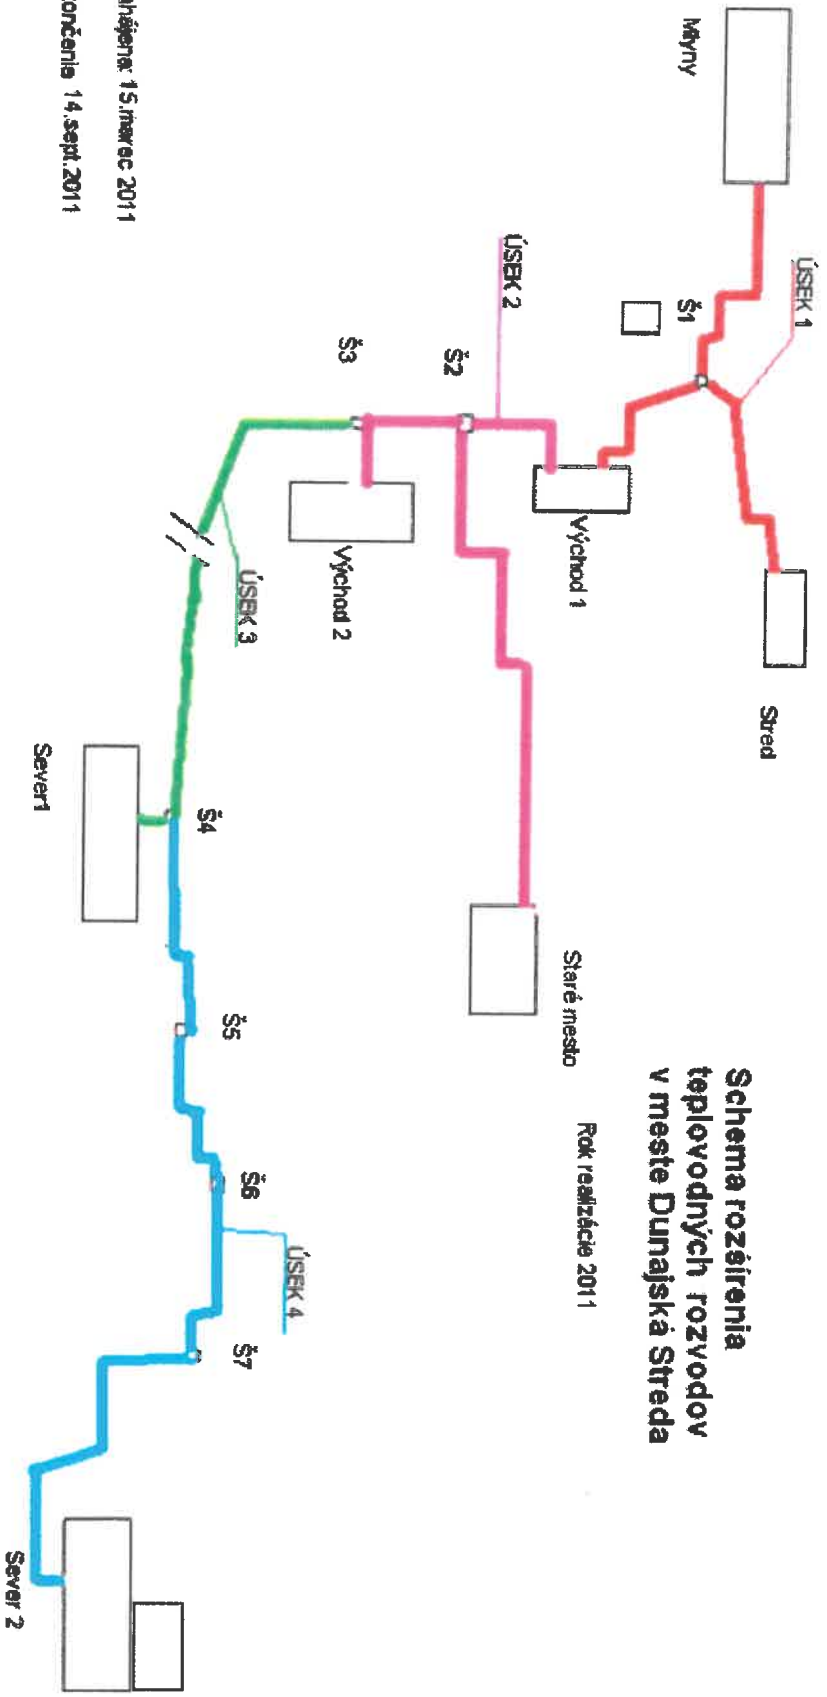 Schema rozšírenia
teplovodných rozvodov
v meste Dunajská Streda
Rok realizácie 2011
Mlyny
ÚSEK 1
Š1
Stred
ÚSEK 2
Východ 1
Š2
Staré mesto
Š3
Východ 2
ÚSEK 3
Š4
Sever1
Š5
Š6
ÚSEK 4
Š7
Sever 2
15.marec 2011
14.sept.2011